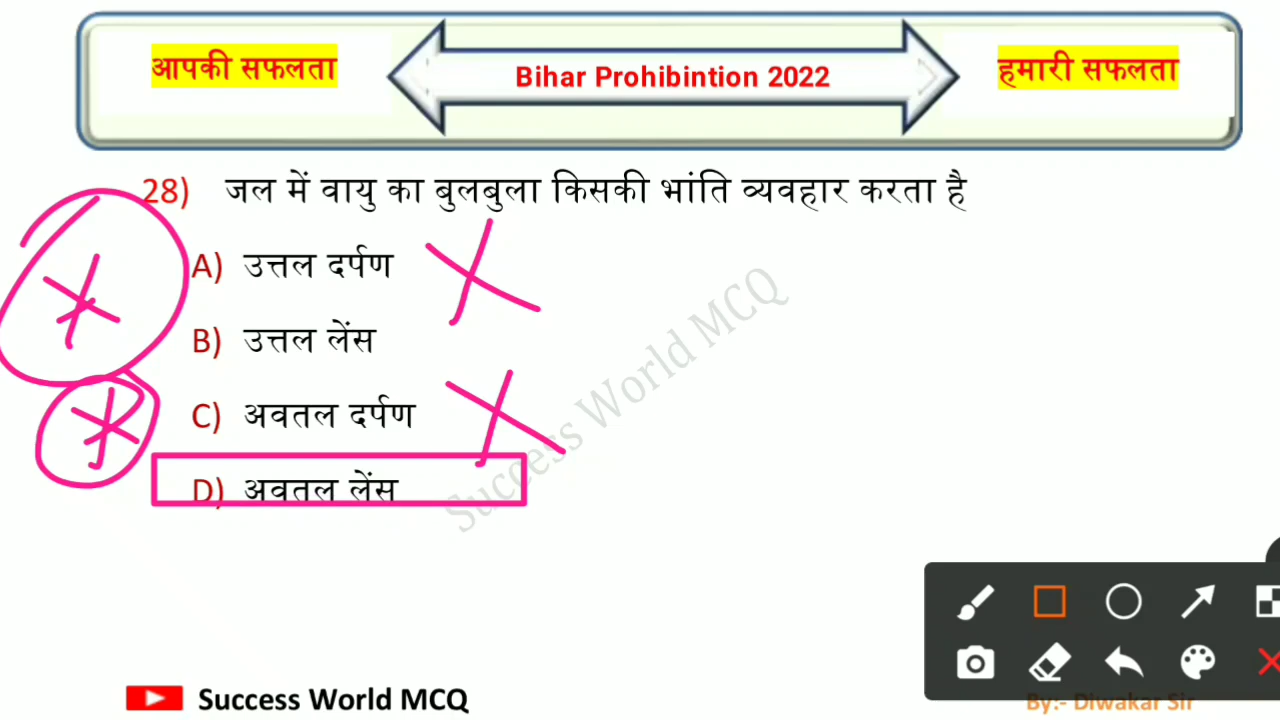 आपकी सफलता
Bihar Prohibintion 2022
हमारी सफलता
28) जल में वायु का बुलबुला किसकी भांति व्यवहार करता है
A) उत्तल दर्पण
B) उत्तल लेंस
C) अवतल दर्पण
D) अवतल लेंस
Success World MCQ
Success World MCQ
By:- Diwakar Sir